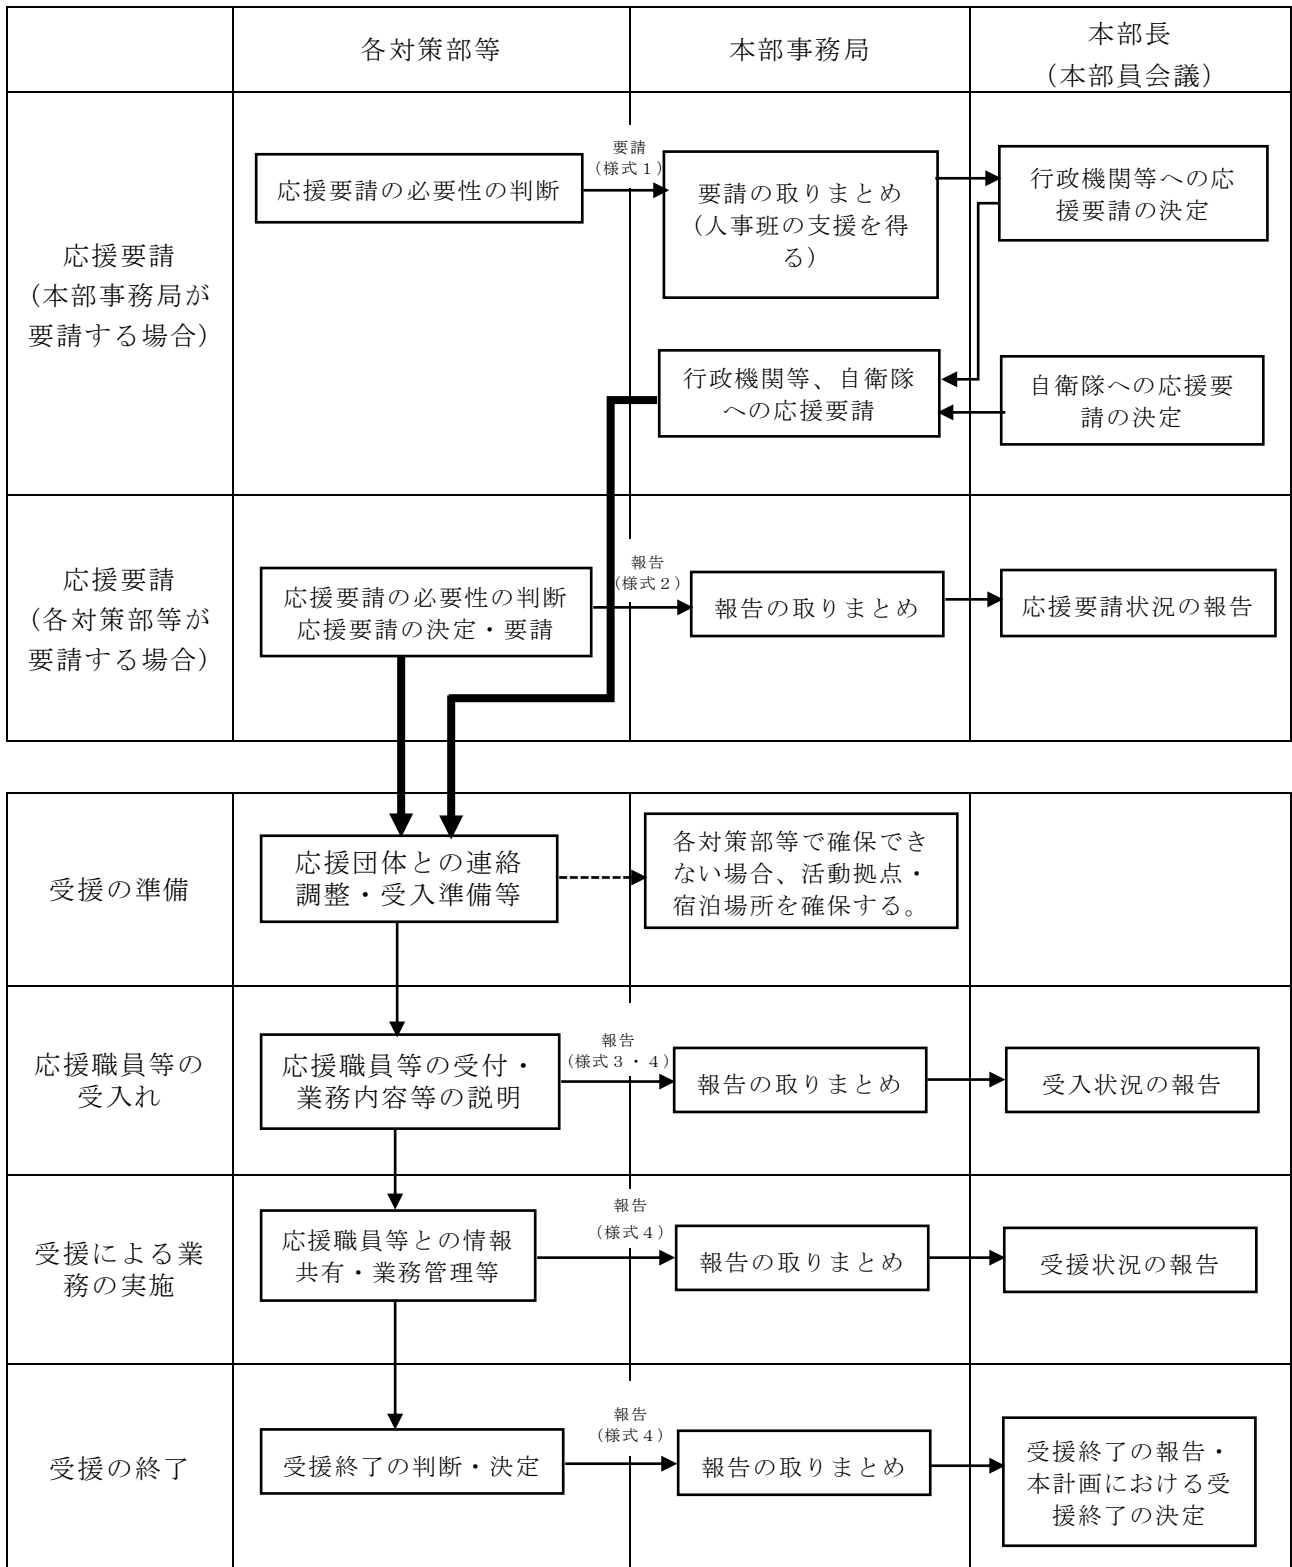 各対策部等
本部事務局
本部長
（本部員会議）
応援要請
（本部事務局が
要請する場合）
応援要請の必要性の判断
要請
（様式１）
要請の取りまとめ
（人事班の支援を得
る）
行政機関等への応
援要請の決定
行政機関等、自衛隊
への応援要請
自衛隊への応援要
請の決定
応援要請
（各対策部等が
要請する場合）
応援要請の必要性の判断
応援要請の決定・要請
報告
（様式２）
報告の取りまとめ
応援要請状況の報告
受援の準備
応援団体との連絡
調整・受入準備等
各対策部等で確保でき
ない場合、活動拠点・
宿泊場所を確保する。
応援職員等の
受入れ
応援職員等の受付・
業務内容等の説明
報告
（様式３・４）
報告の取りまとめ
受入状況の報告
受援による業
務の実施
応援職員等との情報
共有・業務管理等
報告
（様式４）
報告の取りまとめ
受援状況の報告
受援の終了
受援終了の判断・決定
報告
（様式４）
報告の取りまとめ
受援終了の報告・
本計画における受
援終了の決定